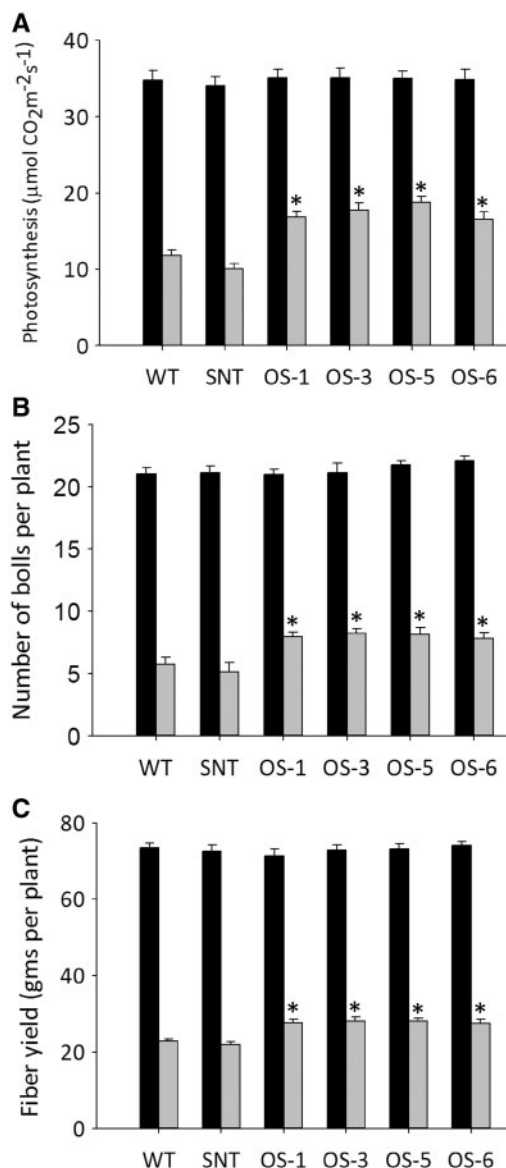 A
Photosynthesis (μmol CO2m-2s-1)
40
30
20
10
0
* * * *
WT SNT OS-1 OS-3 OS-5 OS-6
B
Number of bolls per plant
25
20
15
10
5
0
* * * *
WT SNT OS-1 OS-3 OS-5 OS-6
C
Fiber yield (gms per plant)
80
60
40
20
0
* * * *
WT SNT OS-1 OS-3 OS-5 OS-6